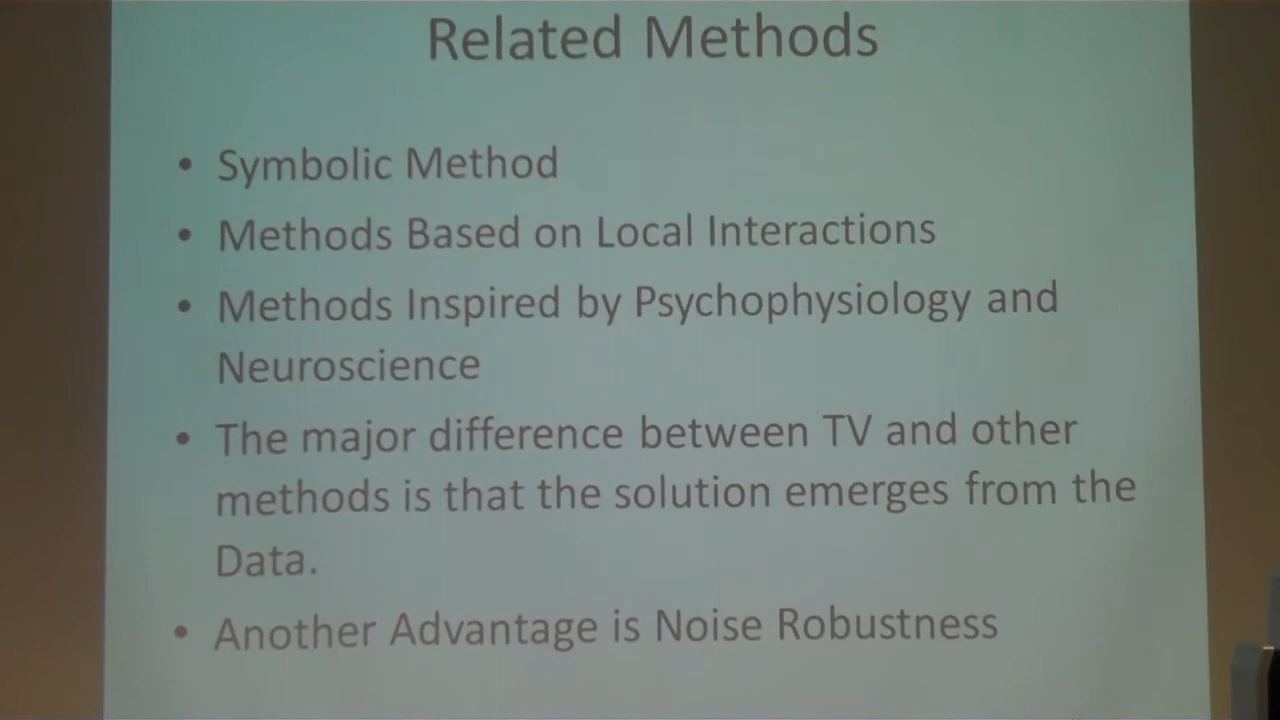 Related Methods
• Symbolic Method
• Methods Based on Local Interactions
• Methods Inspired by Psychophysiology and
Neuroscience
• The major difference between TV and other
methods is that the solution emerges from the
Data.
• Another Advantage is Noise Robustness